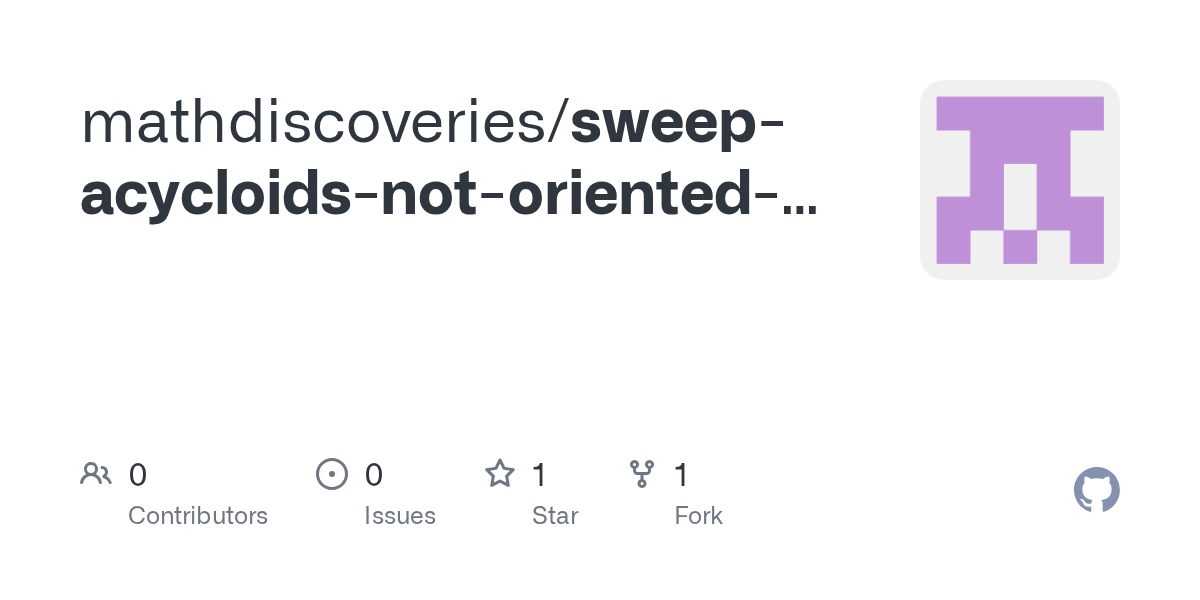 mathdiscoveries/sweep-
acycloids-not-oriented-...
0 0 1 1
Contributors Issues Star Fork